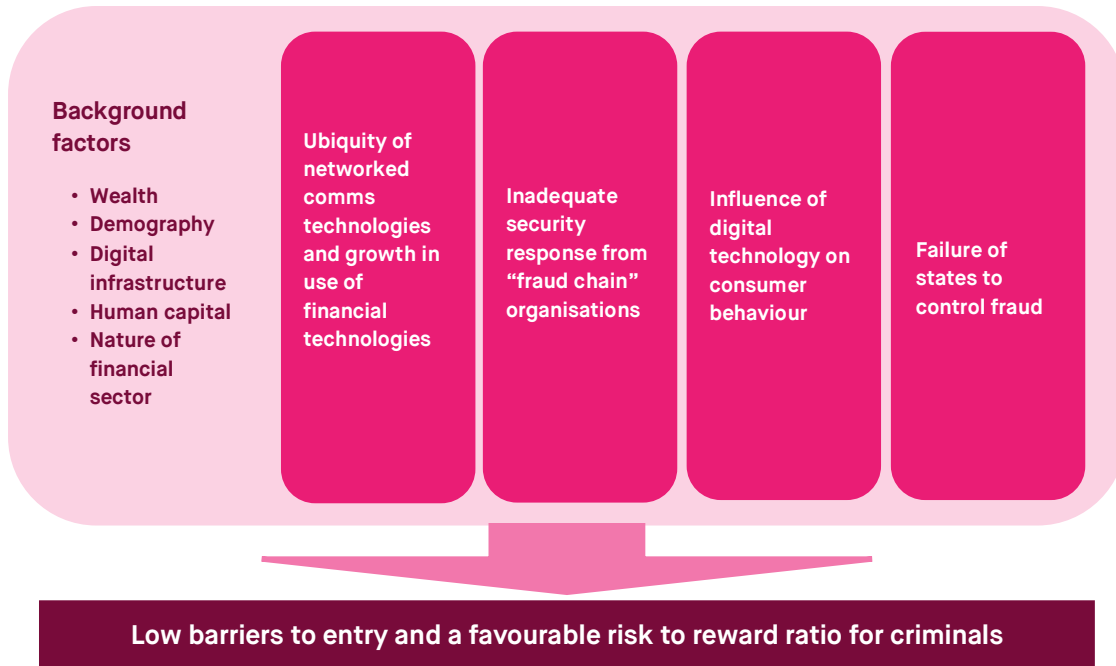 Background
factors
• Wealth
• Demography
• Digital
infrastructure
• Human capital
• Nature of
financial
sector
Ubiquity of
networked
comms
technologies
and growth in
use of
financial
technologies
Inadequate
security
response from
“fraud chain”
organisations
Influence of
digital
technology on
consumer
behaviour
Failure of
states to
control fraud
Low barriers to entry and a favourable risk to reward ratio for criminals